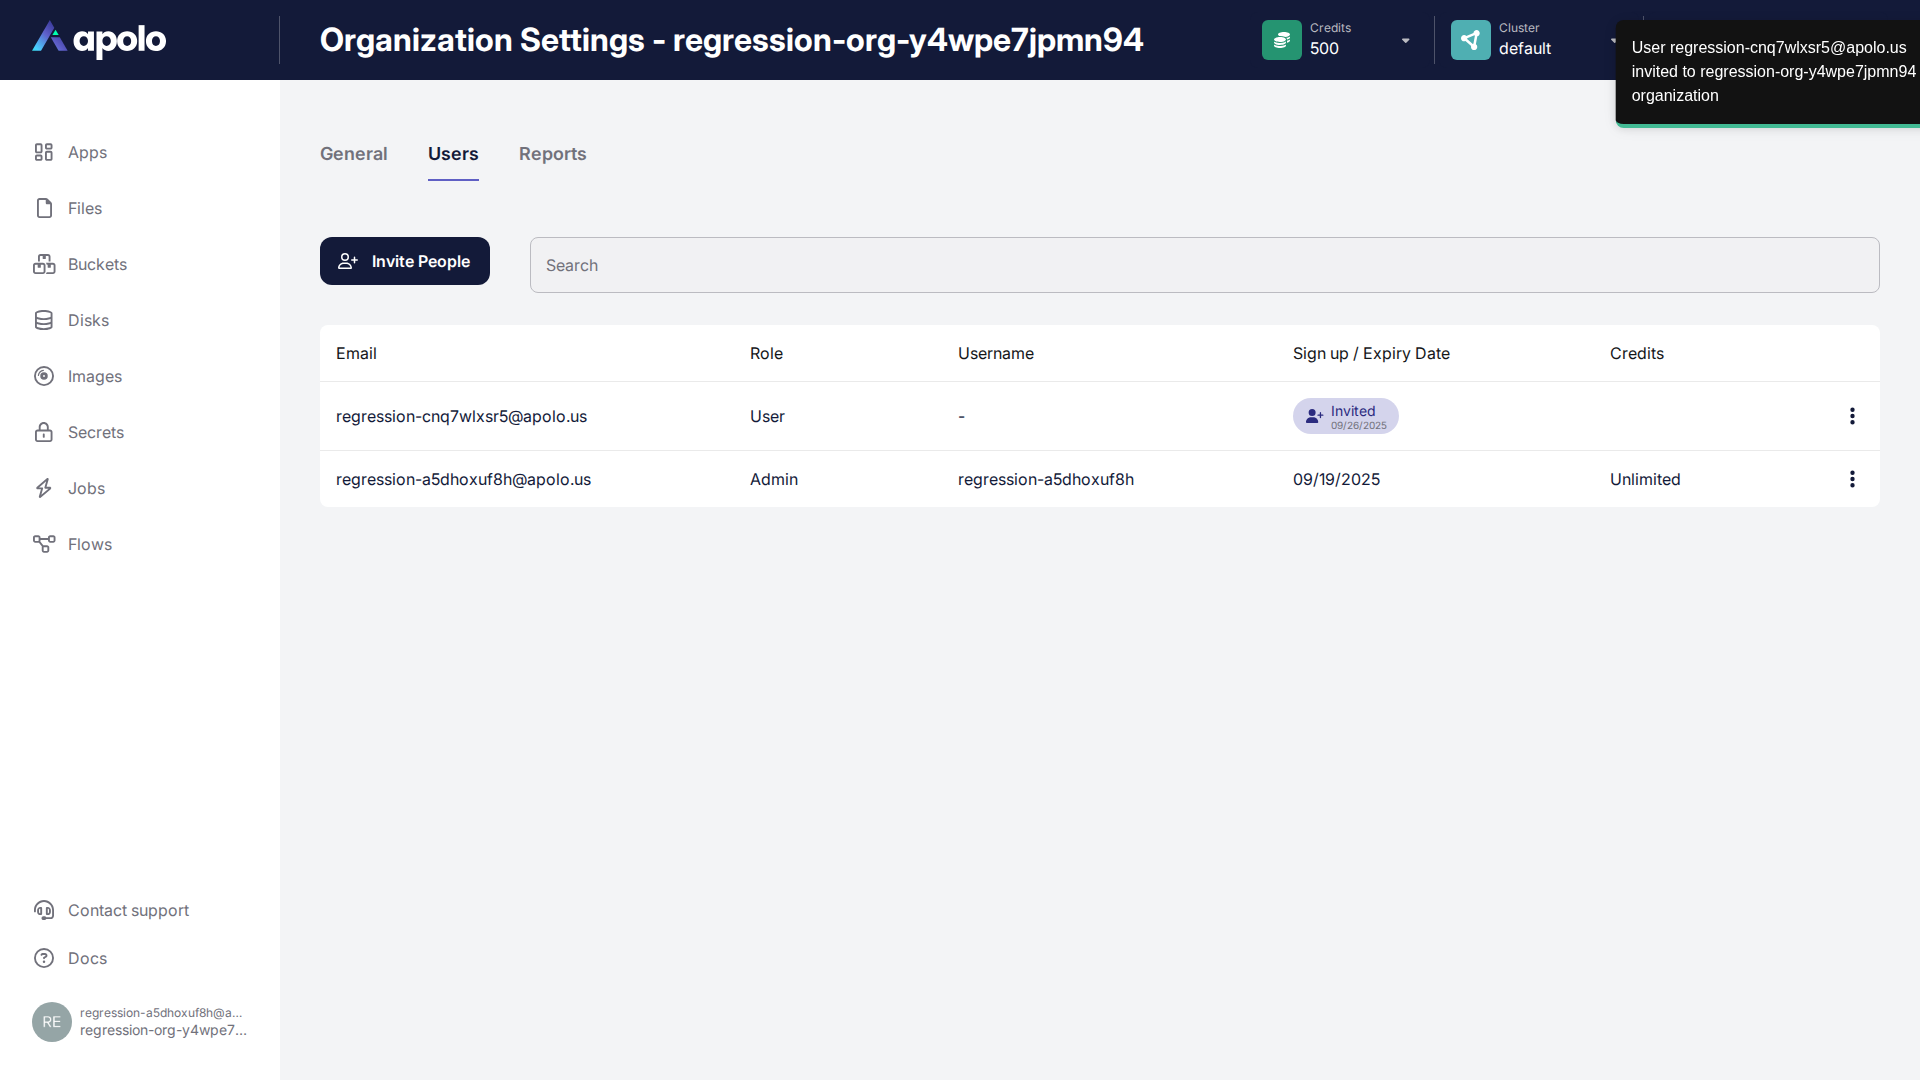 apolo
Organization Settings - regression-org-y4wpe7jpmn94
Credits
500
Cluster
default
User regression-cnq7wlxsr5@apolo.us
invited to regression-org-y4wpe7jpmn94
organization
Apps
Files
Buckets
Disks
Images
Secrets
Jobs
Flows
General
Users
Reports
Invite People
Search
Email Role Username Sign up / Expiry Date Credits
regression-cnq7wlxsr5@apolo.us User - Invited
09/26/2025
regression-a5dhoxuf8h@apolo.us Admin regression-a5dhoxuf8h 09/19/2025 Unlimited
Contact support
Docs
RE
regression-a5dhoxuf8h@a...
regression-org-y4wpe7...